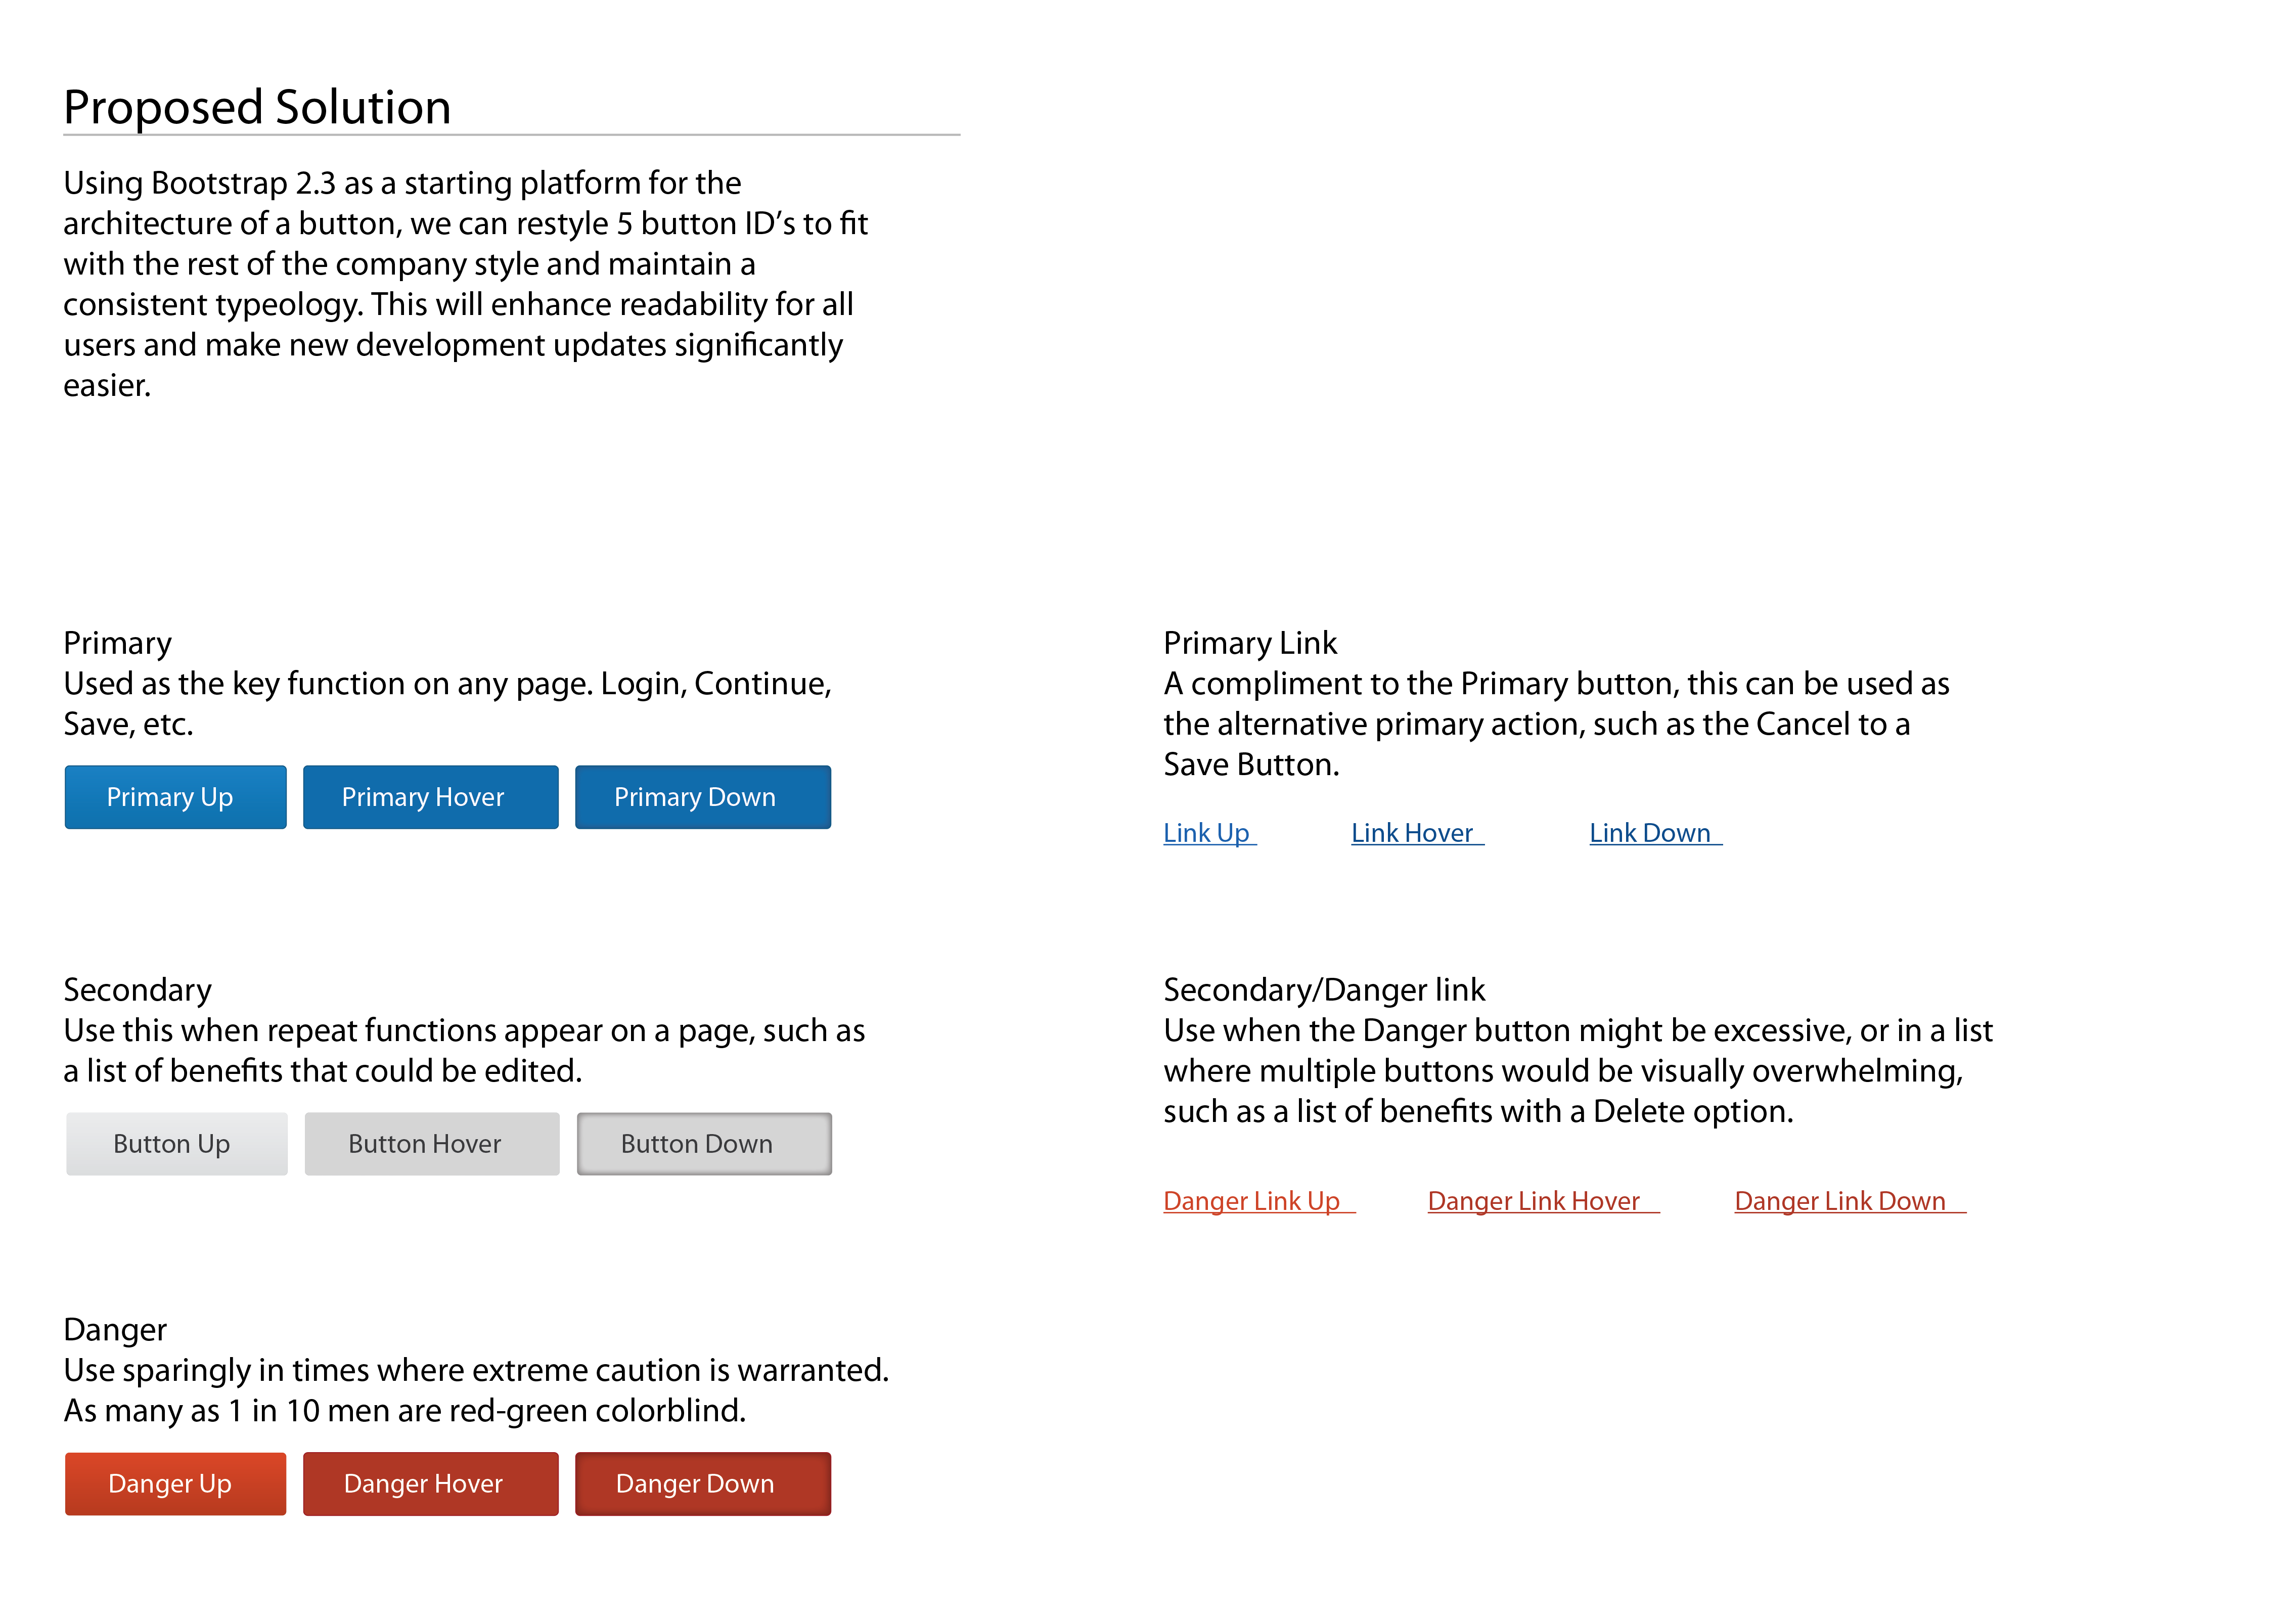 Proposed Solution
Using Bootstrap 2.3 as a starting platform for the
architecture of a button, we can restyle 5 button ID’s to fit
with the rest of the company style and maintain a
consistent typeology. This will enhance readability for all
users and make new development updates significantly
easier.
Primary
Used as the key function on any page. Login, Continue,
Save, etc.
Primary Up
Primary Hover
Primary Down
Primary Link
A compliment to the Primary button, this can be used as
the alternative primary action, such as the Cancel to a
Save Button.
Link Up
Link Hover
Link Down
Secondary
Use this when repeat functions appear on a page, such as
a list of benefits that could be edited.
Button Up
Button Hover
Button Down
Secondary/Danger link
Use when the Danger button might be excessive, or in a list
where multiple buttons would be visually overwhelming,
such as a list of benefits with a Delete option.
Danger Link Up
Danger Link Hover
Danger Link Down
Danger
Use sparingly in times where extreme caution is warranted.
As many as 1 in 10 men are red-green colorblind.
Danger Up
Danger Hover
Danger Down